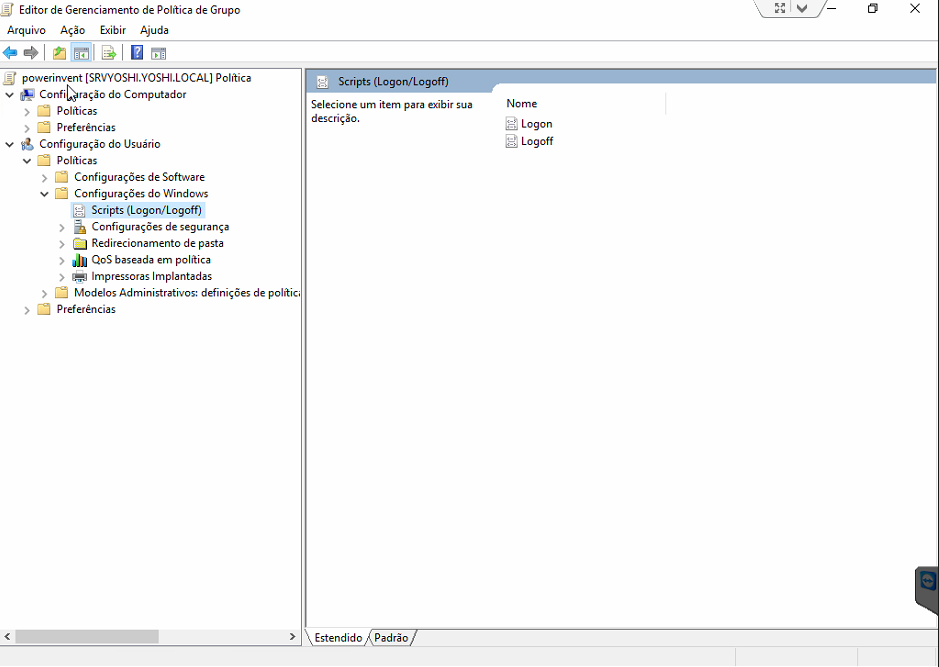 Editor de Gerenciamento de Política de Grupo
Arquivo Ação Exibir Ajuda
powerinvent [SRVYOSHI.YOSHI.LOCAL] Política
Configuração do Computador
Políticas
Preferências
Configuração do Usuário
Políticas
Configurações de Software
Configurações do Windows
Scripts (Logon/Logoff)
Configurações de segurança
Redirecionamento de pasta
QoS baseada em política
Impressoras Implantadas
Modelos Administrativos: definições de política
Preferências
Scripts (Logon/Logoff)
Selecione um item para exibir sua
descrição.
Nome
Logon
Logoff
Estendido Padrão